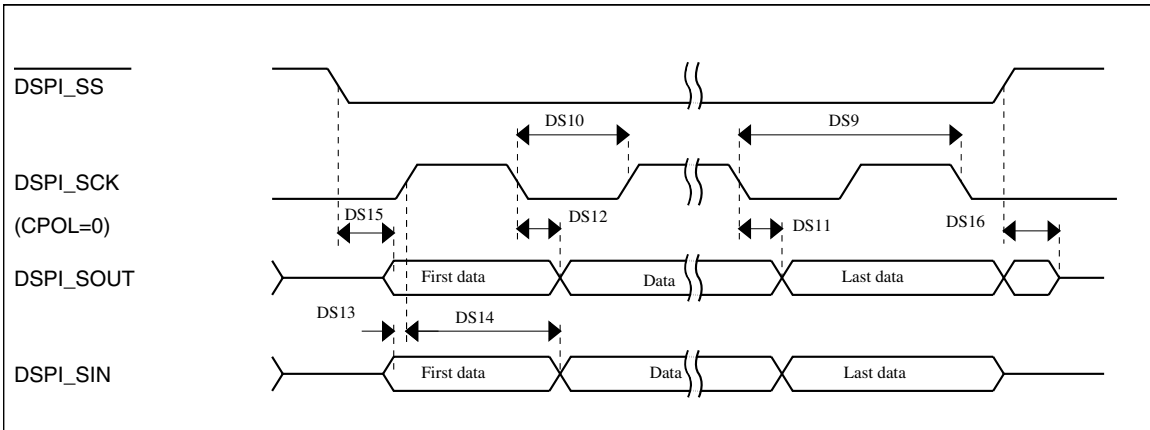 DSPI_SS
DS10
DS9
DSPI_SCK
(CPOL=0)
DS15
DS12
DS11
DS16
DSPI_SOUT
First data
Data
Last data
DS13
DS14
DSPI_SIN
First data
Data
Last data